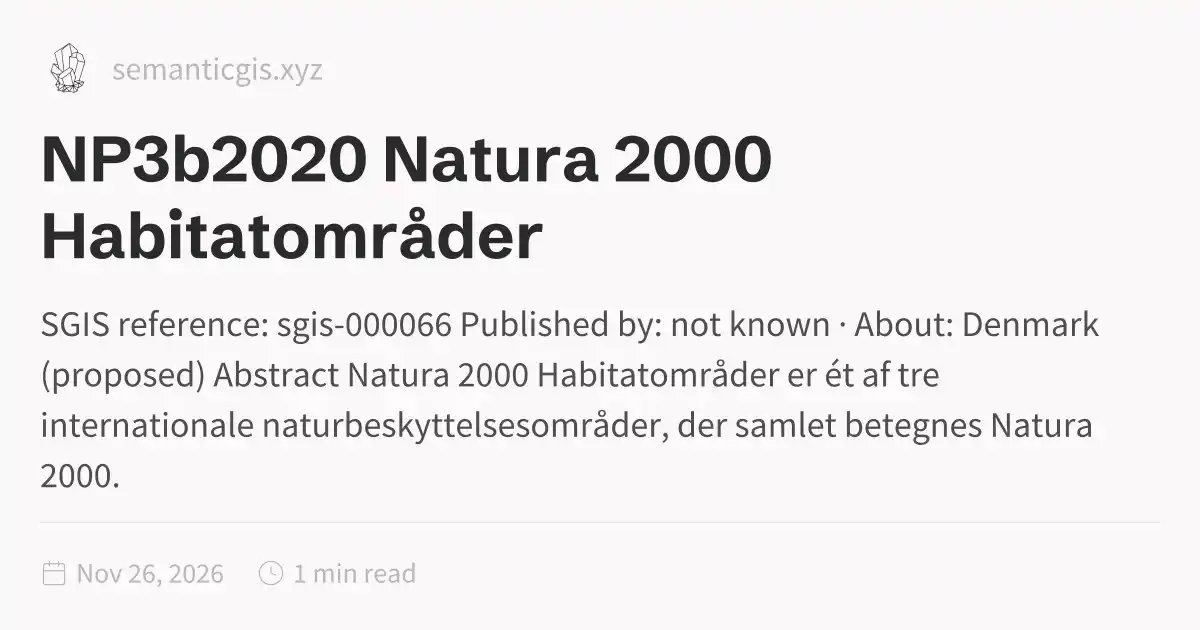 semanticgis.xyz
NP3b2020 Natura 2000
Habitatområder
SGIS reference: sgis-000066 Published by: not known · About: Denmark
(proposed) Abstract Natura 2000 Habitatområder er ét af tre
internationale naturbeskyttelsesområder, der samlet betegnes Natura
2000.
Nov 26, 2026 1 min read